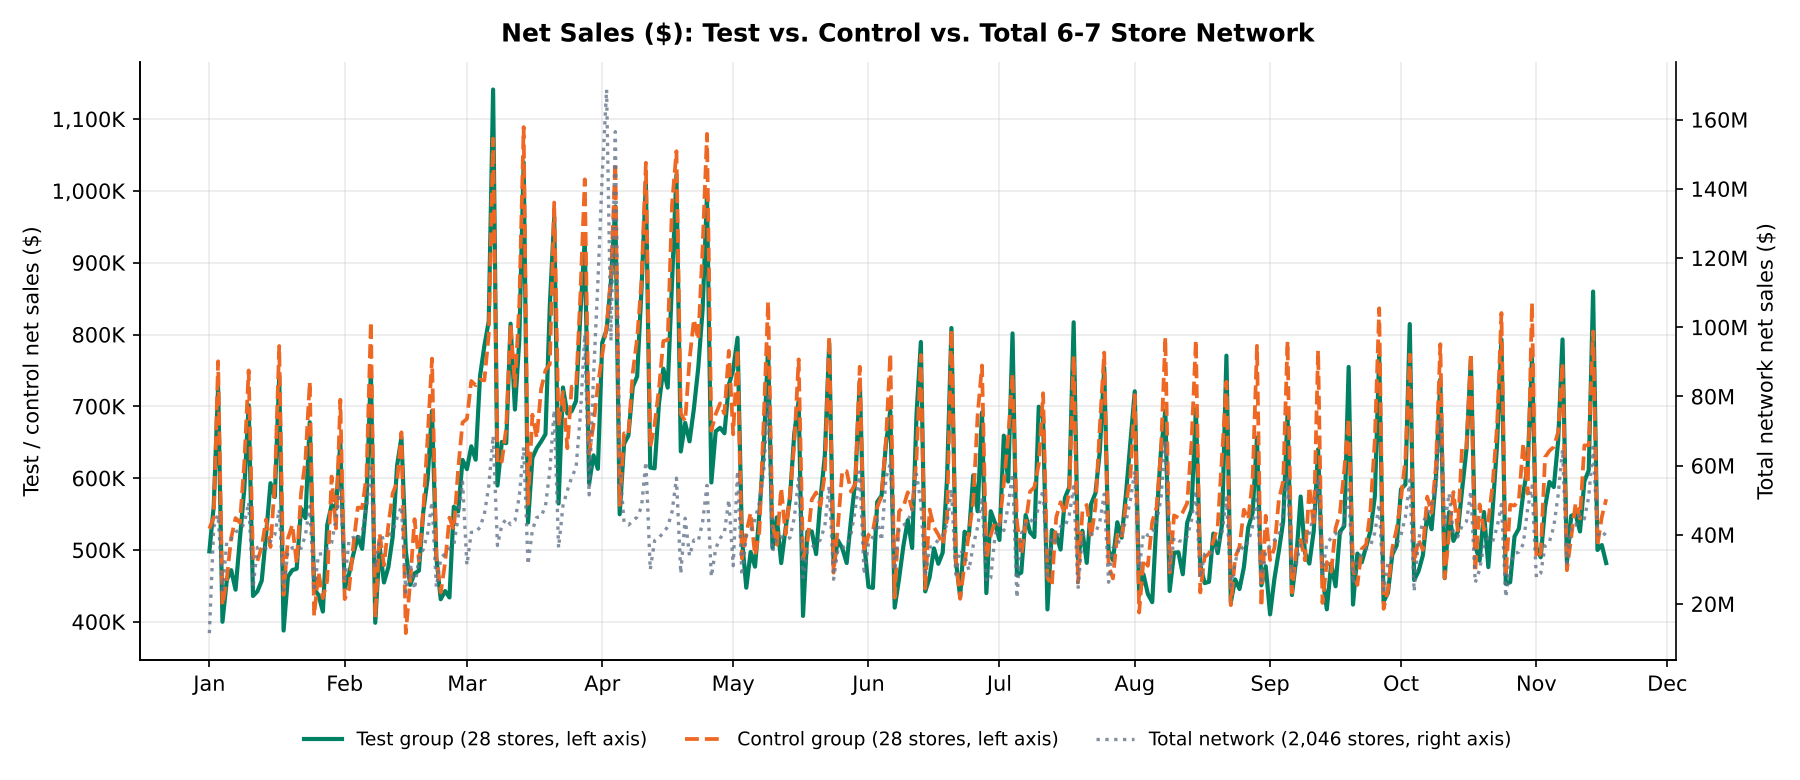 Net Sales ($): Test vs. Control vs. Total 6-7 Store Network
Test / control net sales ($)
1,100K
1,000K
900K
800K
700K
600K
500K
400K
160M
140M
120M
100M
80M
60M
40M
20M
Total network net sales ($)
Jan Feb Mar Apr May Jun Jul Aug Sep Oct Nov Dec
Test group (28 stores, left axis) Control group (28 stores, left axis) Total network (2,046 stores, right axis)